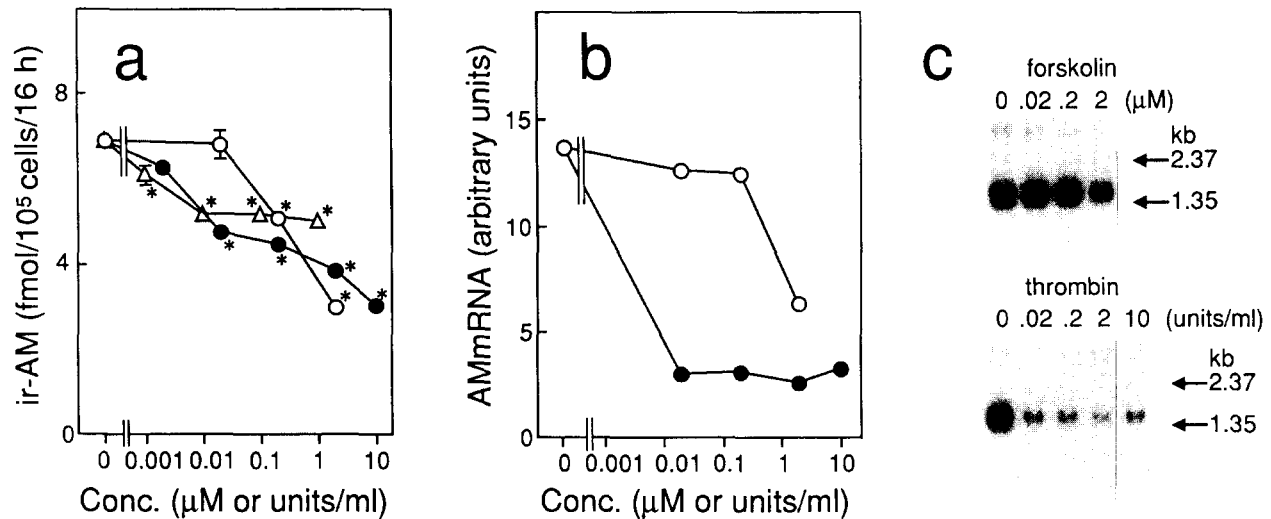 a
ir-AM (fmol/10⁵ cells/16 h)
8
4
0
0 0.001 0.01 0.1 1 10
Conc. (μM or units/ml)
* * * * * * * * * *
b
AMmRNA (arbitrary units)
15
10
5
0
0 0.001 0.01 0.1 1 10
Conc. (μM or units/ml)
c
forskolin
0 .02 .2 2 (μM)
kb
2.37
1.35
thrombin
0 .02 .2 2 10 (units/ml)
kb
2.37
1.35